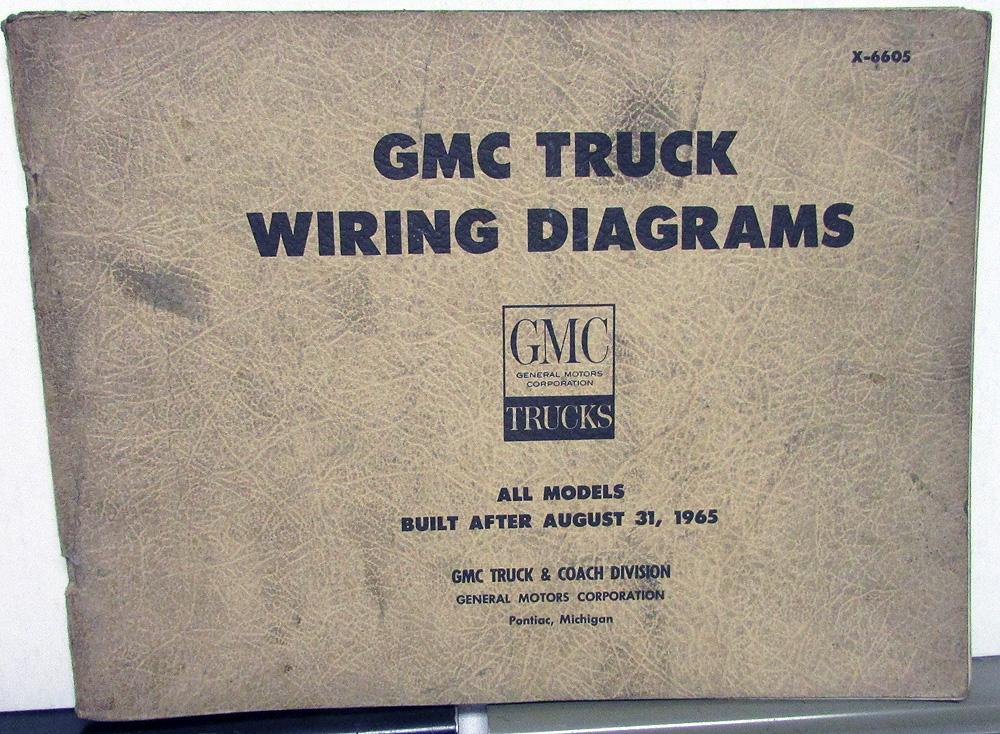 X-6605
GMC TRUCK
WIRING DIAGRAMS
GMC
GENERAL MOTORS
CORPORATION
TRUCKS
ALL MODELS
BUILT AFTER AUGUST 31, 1965
GMC TRUCK & COACH DIVISION
GENERAL MOTORS CORPORATION
Pontiac, Michigan